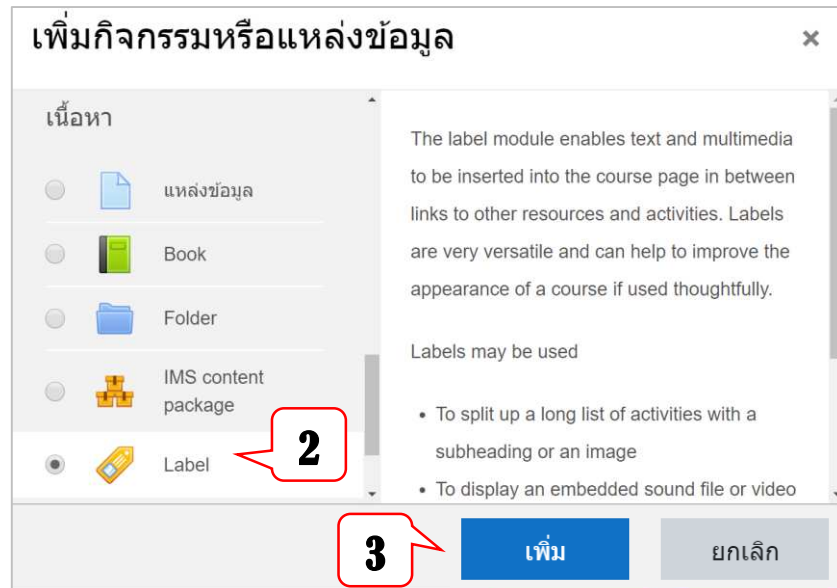 เพิ่มกิจกรรมหรือแหล่งข้อมูล
×
เนื้อหา
แหล่งข้อมูล
Book
Folder
IMS content
package
Label
2
The label module enables text and multimedia
to be inserted into the course page in between
links to other resources and activities. Labels
are very versatile and can help to improve the
appearance of a course if used thoughtfully.
Labels may be used
• To split up a long list of activities with a
subheading or an image
• To display an embedded sound file or video
3
เพิ่ม
ยกเลิก